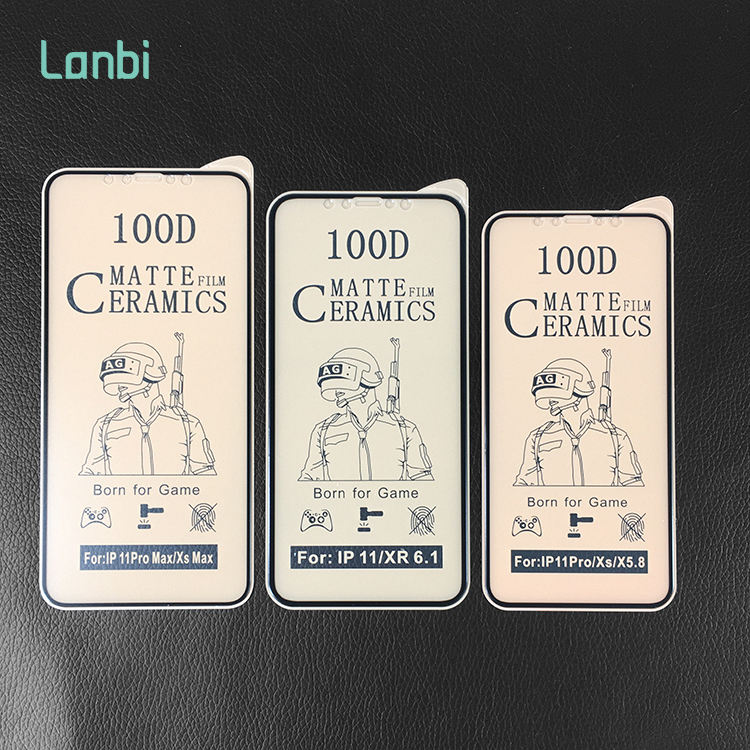 Lanbi
100D
MATTE FILM
CERAMICS
AG
Born for Game
For:IP 11Pro Max/Xs Max
100D
MATTE FILM
CERAMICS
AG
Born for Game
For: IP 11/XR 6.1
100D
MATTE FILM
CERAMICS
AG
Born for Game
For:IP11Pro/Xs/X5.8